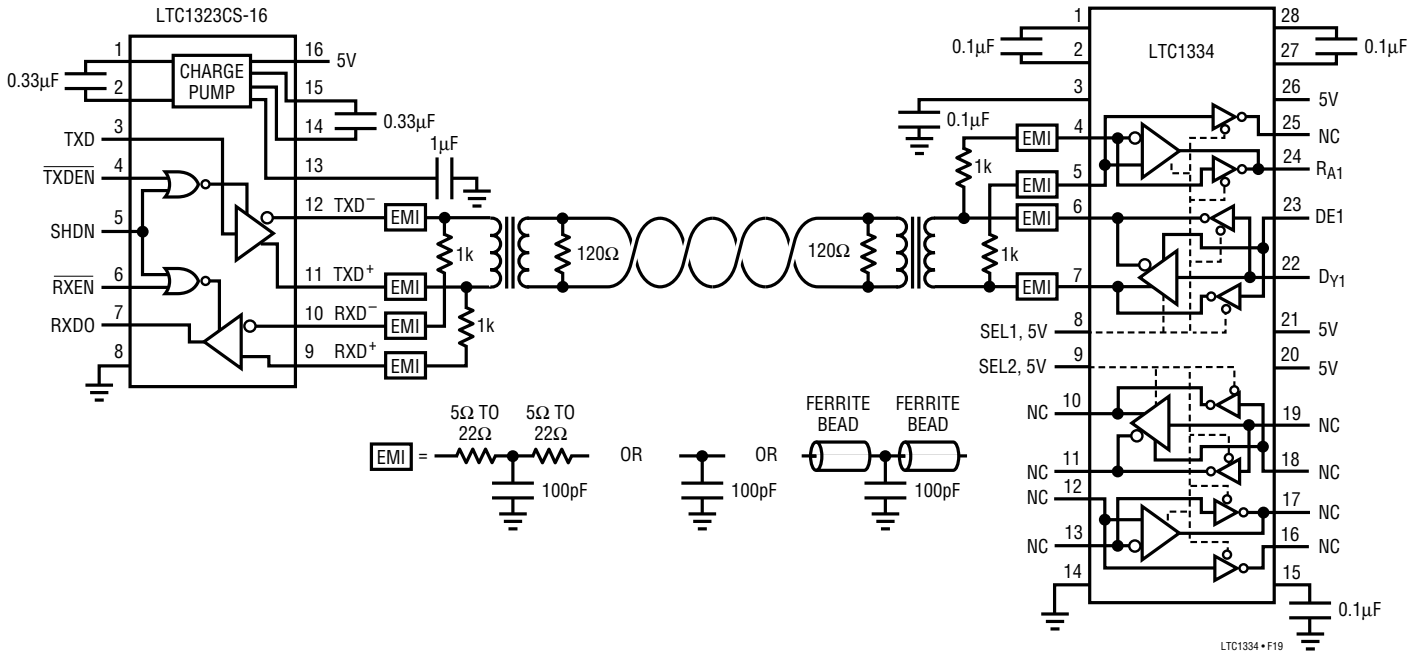 LTC1323CS-16
1
2
3
4
5
6
7
8
0.33µF
TXD
TXDEN
SHDN
RXEN
RXDO
CHARGE
PUMP
16
5V
15
14
0.33µF
13
1µF
12
TXD–
11
TXD+
10
RXD–
9
RXD+
EMI
EMI
EMI
EMI
1k
1k
120Ω
120Ω
1k
1k
EMI
EMI
EMI
EMI
LTC1334
1
2
0.1µF
3
0.1µF
4
5
6
7
8
SEL1, 5V
9
SEL2, 5V
10
NC
11
NC
12
NC
13
NC
14
28
27
0.1µF
26
5V
25
NC
24
RA1
23
DE1
22
DY1
21
5V
20
5V
19
NC
18
NC
17
NC
16
NC
15
0.1µF
EMI
=
5Ω TO
22Ω
5Ω TO
22Ω
100pF
OR
100pF
OR
FERRITE
BEAD
FERRITE
BEAD
100pF
LTC1334 • F19